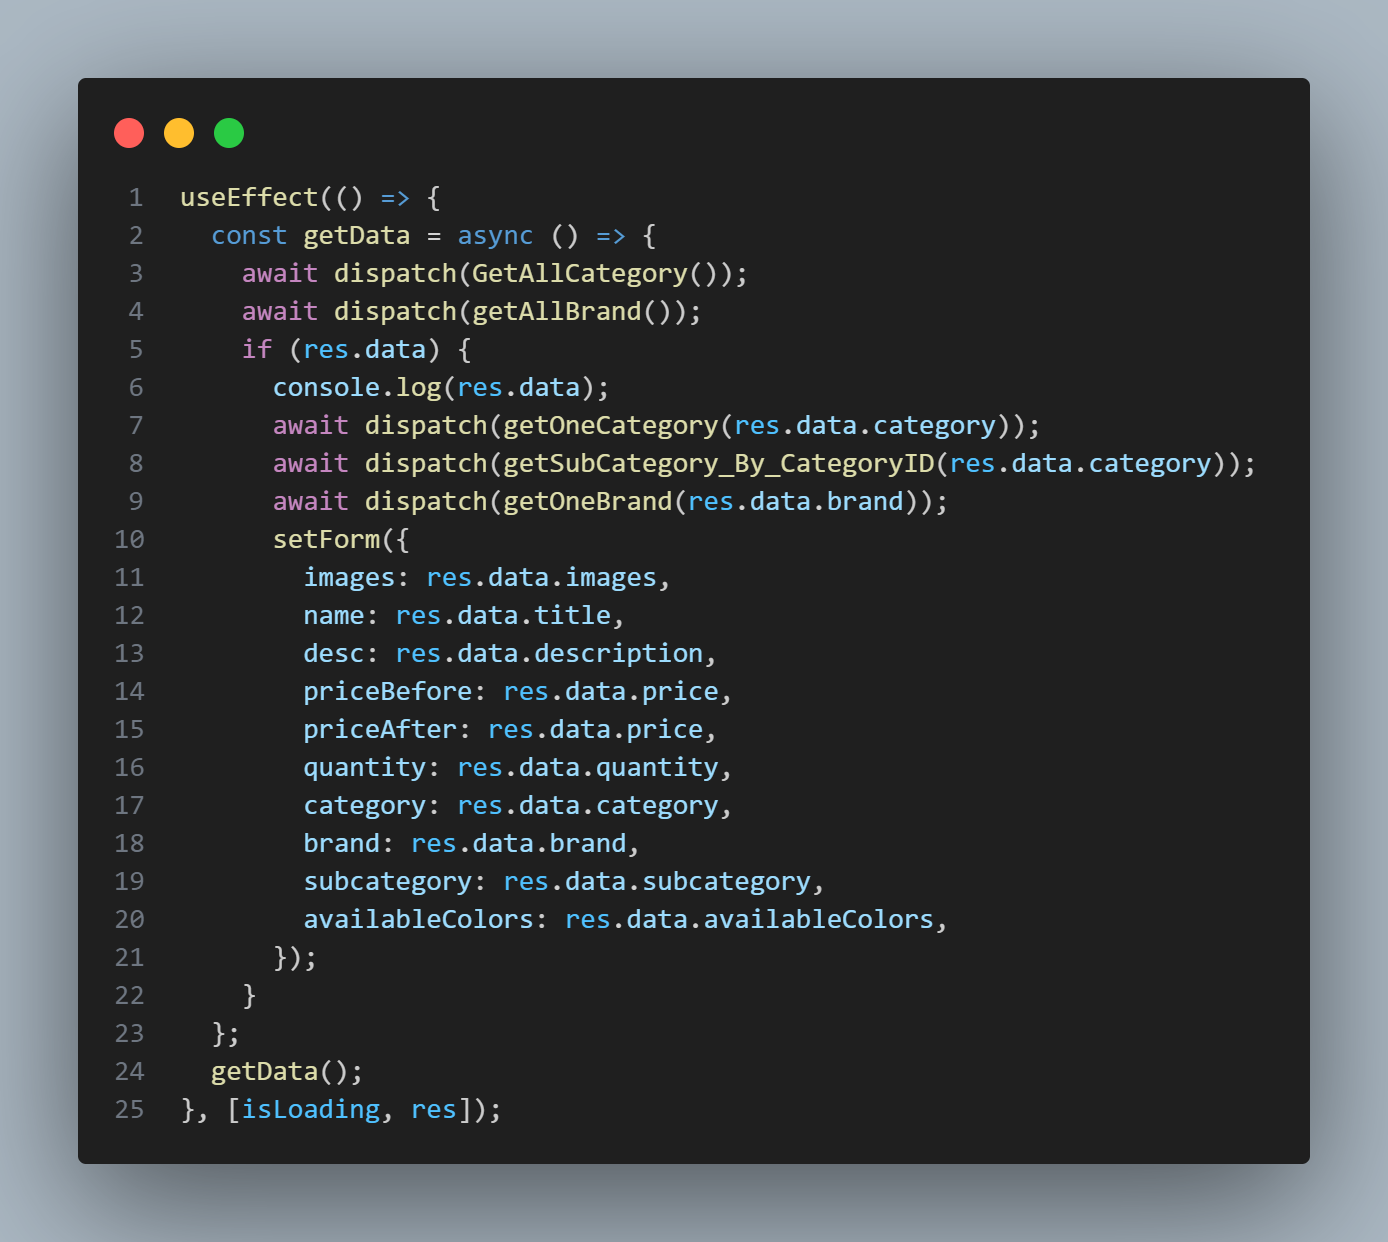 1 useEffect(() => {
2   const getData = async () => {
3     await dispatch(GetAllCategory());
4     await dispatch(getAllBrand());
5     if (res.data) {
6       console.log(res.data);
7       await dispatch(getOneCategory(res.data.category));
8       await dispatch(getSubCategory_By_CategoryID(res.data.category));
9       await dispatch(getOneBrand(res.data.brand));
10       setForm({
11         images: res.data.images,
12         name: res.data.title,
13         desc: res.data.description,
14         priceBefore: res.data.price,
15         priceAfter: res.data.price,
16         quantity: res.data.quantity,
17         category: res.data.category,
18         brand: res.data.brand,
19         subcategory: res.data.subcategory,
20         availableColors: res.data.availableColors,
21       });
22     }
23   };
24   getData();
25 }, [isLoading, res]);